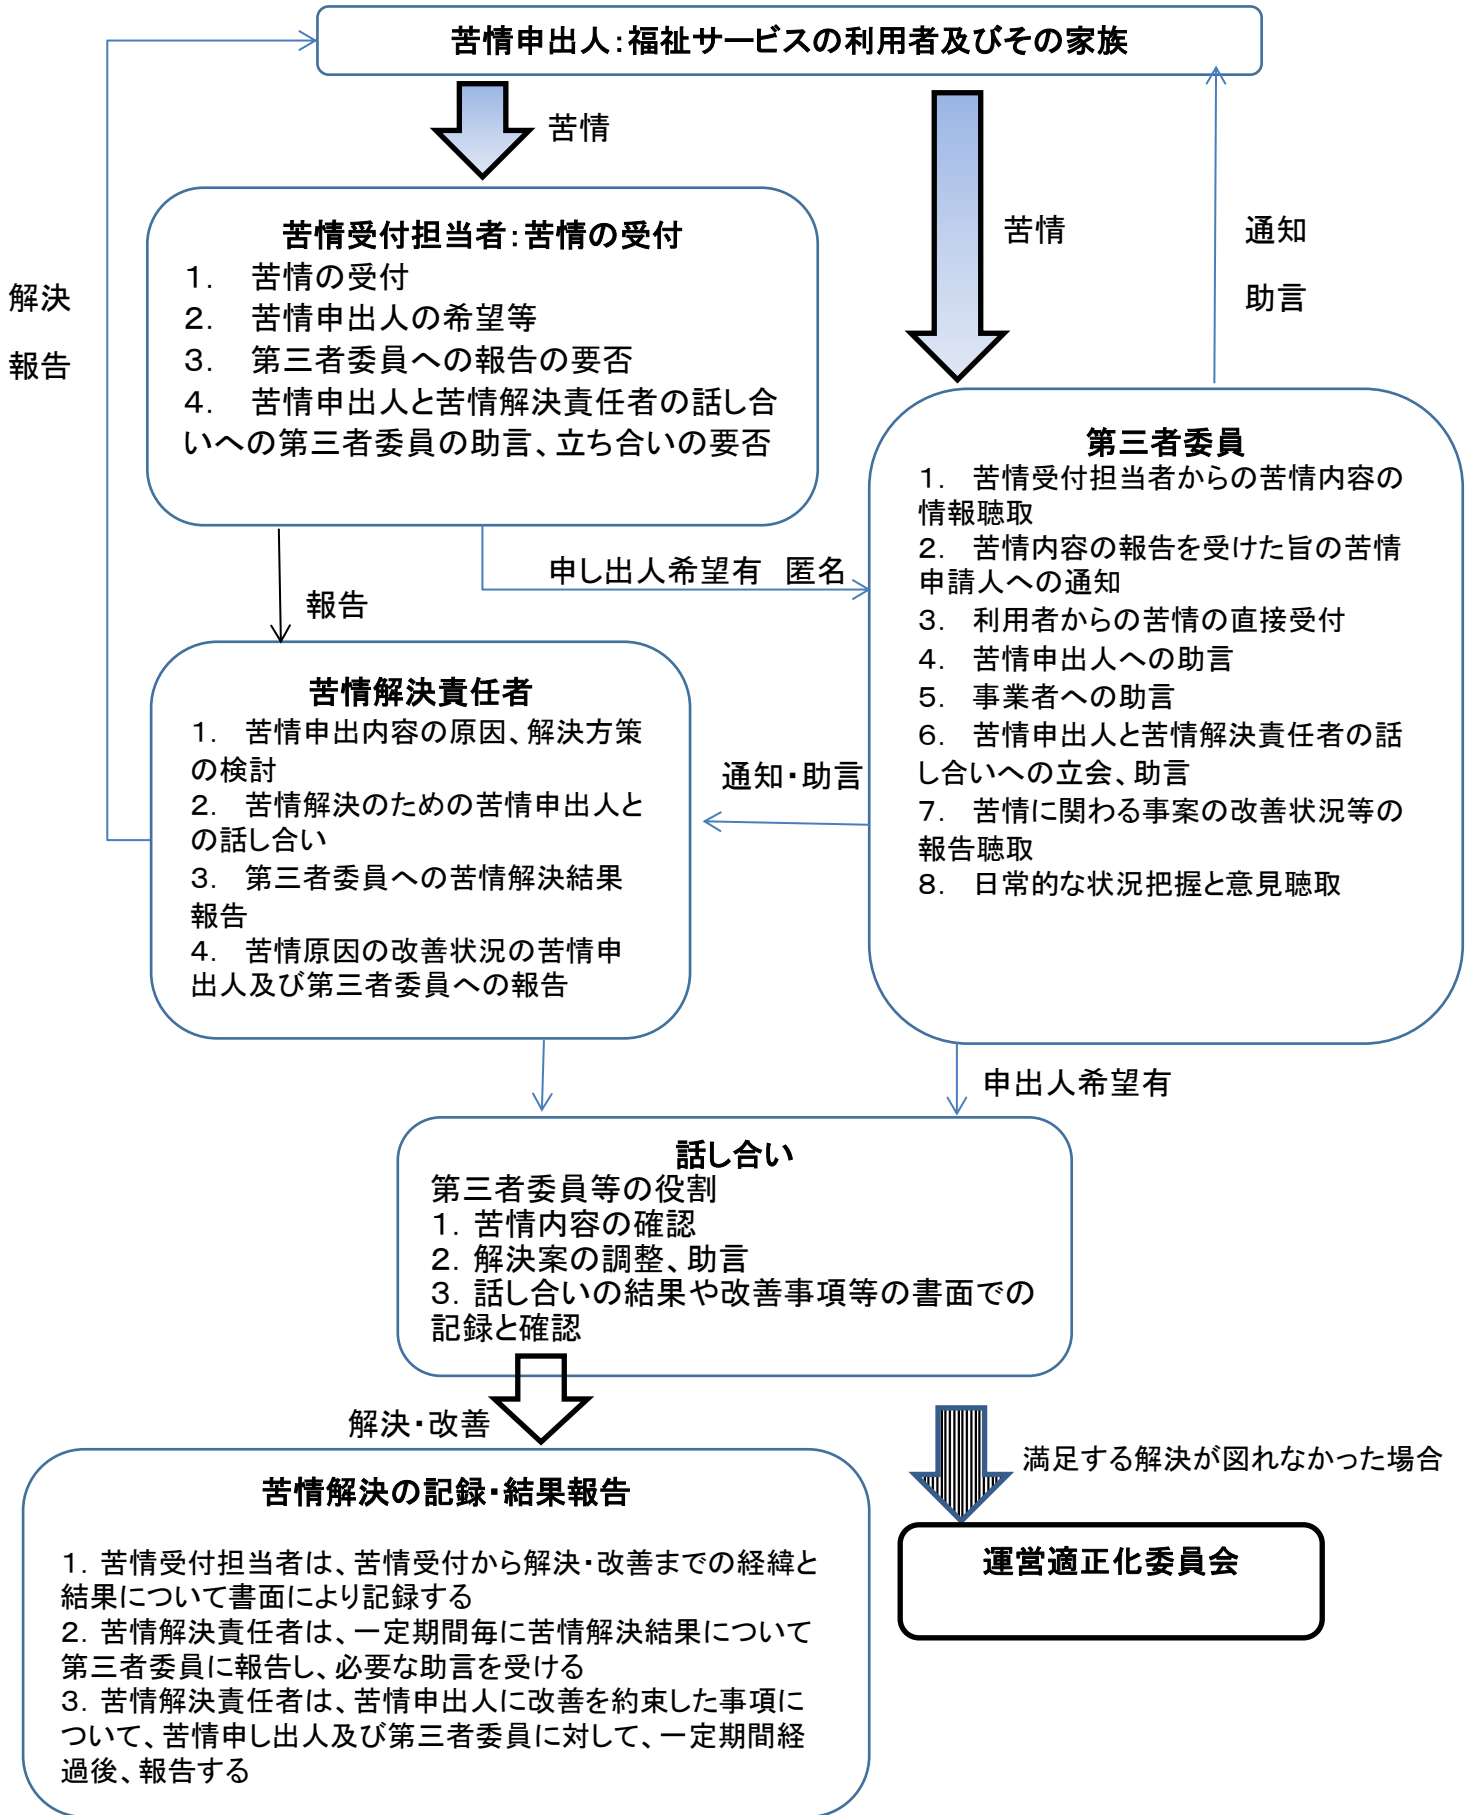 苦情申出人：福祉サービスの利用者及びその家族
苦情
苦情
通知
助言
解決
報告
苦情受付担当者：苦情の受付
１．　苦情の受付
２．　苦情申出人の希望等
３．　第三者委員への報告の要否
４．　苦情申出人と苦情解決責任者の話し合
いへの第三者委員の助言、立ち合いの要否
申し出人希望有　匿名
報告
第三者委員
１．　苦情受付担当者からの苦情内容の
情報聴取
２．　苦情内容の報告を受けた旨の苦情
申請人への通知
３．　利用者からの苦情の直接受付
４．　苦情申出人への助言
５．　事業者への助言
６．　苦情申出人と苦情解決責任者の話
し合いへの立会、助言
７．　苦情に関わる事案の改善状況等の
報告聴取
８．　日常的な状況把握と意見聴取
苦情解決責任者
１．　苦情申出内容の原因、解決方策
の検討
２．　苦情解決のための苦情申出人と
の話し合い
３．　第三者委員への苦情解決結果
報告
４．　苦情原因の改善状況の苦情申
出人及び第三者委員への報告
通知・助言
申出人希望有
話し合い
第三者委員等の役割
１．苦情内容の確認
２．解決案の調整、助言
３．話し合いの結果や改善事項等の書面での
記録と確認
解決・改善
満足する解決が図れなかった場合
苦情解決の記録・結果報告
１．苦情受付担当者は、苦情受付から解決・改善までの経緯と
結果について書面により記録する
２．苦情解決責任者は、一定期間毎に苦情解決結果について
第三者委員に報告し、必要な助言を受ける
３．苦情解決責任者は、苦情申出人に改善を約束した事項に
ついて、苦情申し出人及び第三者委員に対して、一定期間経
過後、報告する
運営適正化委員会